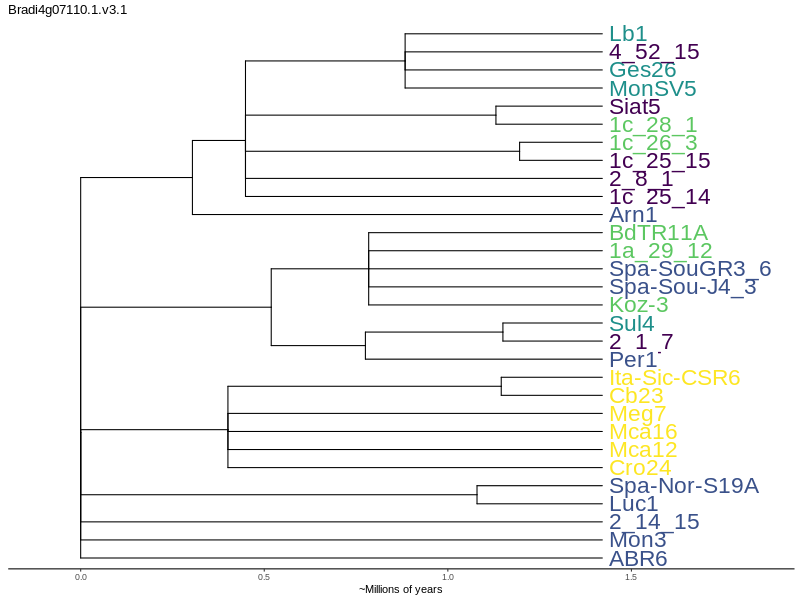 Bradi4g07110.1.v3.1
Lb1
4_52_15
Ges26
MonSV5
Siat5
1c_28_1
1c_26_3
1c_25_15
2_8_1
1c_25_14
Arn1
BdTR11A
1a_29_12
Spa-SouGR3_6
Spa-Sou-J4_3
Koz-3
Sul4
2_1_7
Per1
Ita-Sic-CSR6
Cb23
Meg7
Mca16
Mca12
Cro24
Spa-Nor-S19A
Luc1
2_14_15
Mon3
ABR6
0.0 0.5 1.0 1.5
~Millions of years